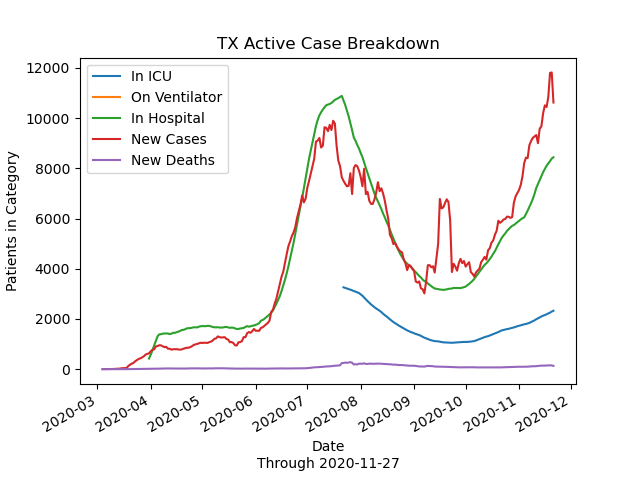 TX Active Case Breakdown
In ICU
On Ventilator
In Hospital
New Cases
New Deaths
12000
10000
8000
6000
4000
2000
0
Patients in Category
2020-03
2020-04
2020-05
2020-06
2020-07
2020-08
2020-09
2020-10
2020-11
2020-12
Date
Through 2020-11-27